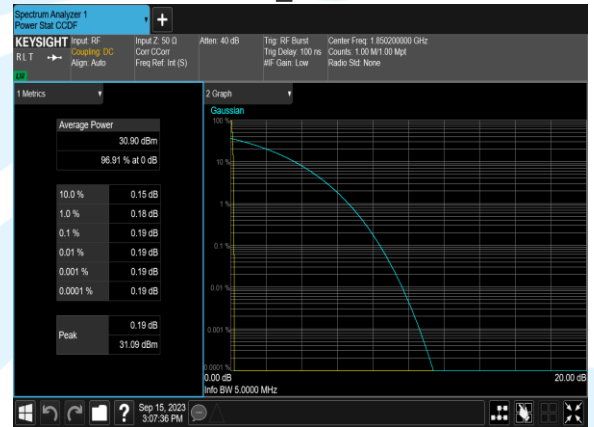 Spectrum Analyzer 1
Power Stat CCDF
+
KEYSIGHT
RLT
LXI
Input: RF
Coupling: DC
Align: Auto
Input Z: 50 Ω
Corr CCorr
Freq Ref: Int (S)
Atten: 40 dB
Trig: RF Burst
Trig Delay: 100 ns
#IF Gain: Low
Center Freq: 1.850200000 GHz
Counts: 1.00 M/1.00 Mpt
Radio Std: None
1 Metrics
Average Power
30.90 dBm
96.91 % at 0 dB
10.0 % 0.15 dB
1.0 % 0.18 dB
0.1 % 0.19 dB
0.01 % 0.19 dB
0.001 % 0.19 dB
0.0001 % 0.19 dB
Peak
0.19 dB
31.09 dBm
2 Graph
Gaussian
100 %
10 %
1 %
0.1 %
0.01 %
0.001 %
0.0001 %
0.00 dB
20.00 dB
Info BW 5.0000 MHz
?
Sep 15, 2023
3:07:36 PM